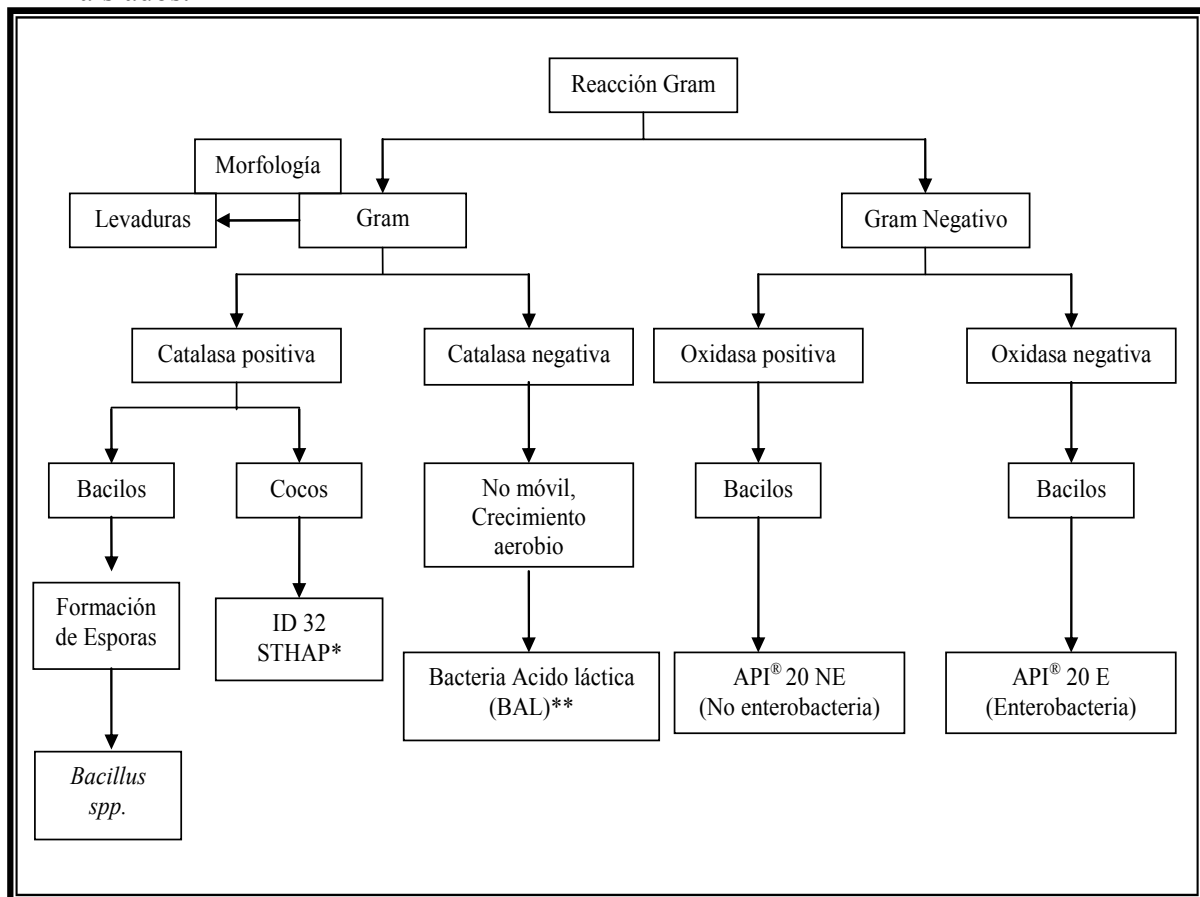 Reacción Gram
Morfología
Levaduras
Gram
Gram Negativo
Catalasa positiva
Catalasa negativa
Oxidasa positiva
Oxidasa negativa
Bacilos
Cocos
No móvil,
Crecimiento
aerobio
Bacilos
Bacilos
Formación
de Esporas
ID 32
STHAP*
Bacteria Acido láctica
(BAL)**
API® 20 NE
(No enterobacteria)
API® 20 E
(Enterobacteria)
Bacillus
spp.